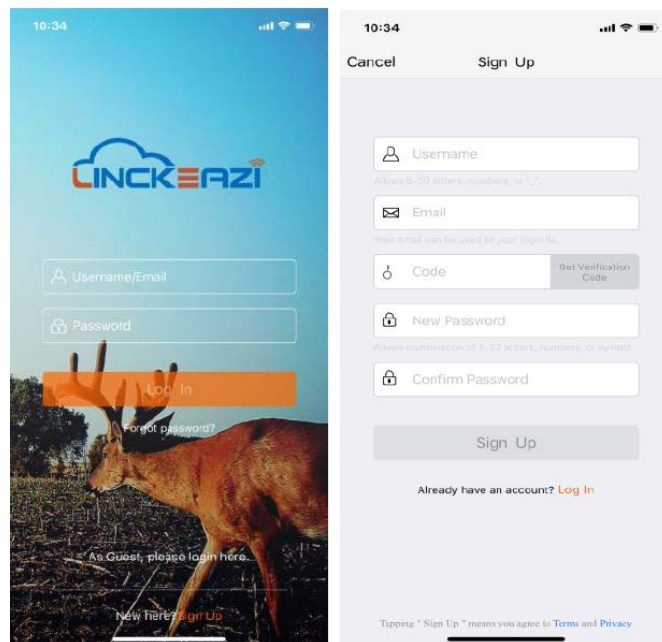 10:34
LINCKEAZI
Username/Email
Password
Log In
Forgot password?
As Guest, please login here.
New here? Sign Up
10:34
Cancel
Sign Up
Username
Allows 6-20 letters, numbers, or "_".
Email
Your email can be used as your login ID.
Code
Get Verification
Code
New Password
Allows combination of 8-32 letters, numbers, or symbol.
Confirm Password
Sign Up
Already have an account? Log In
Tapping " Sign Up " means you agree to Terms and Privacy